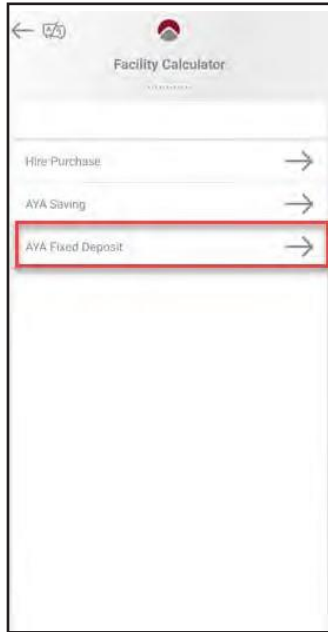 Facility Calculator
Hire Purchase
AYA Saving
AYA Fixed Deposit